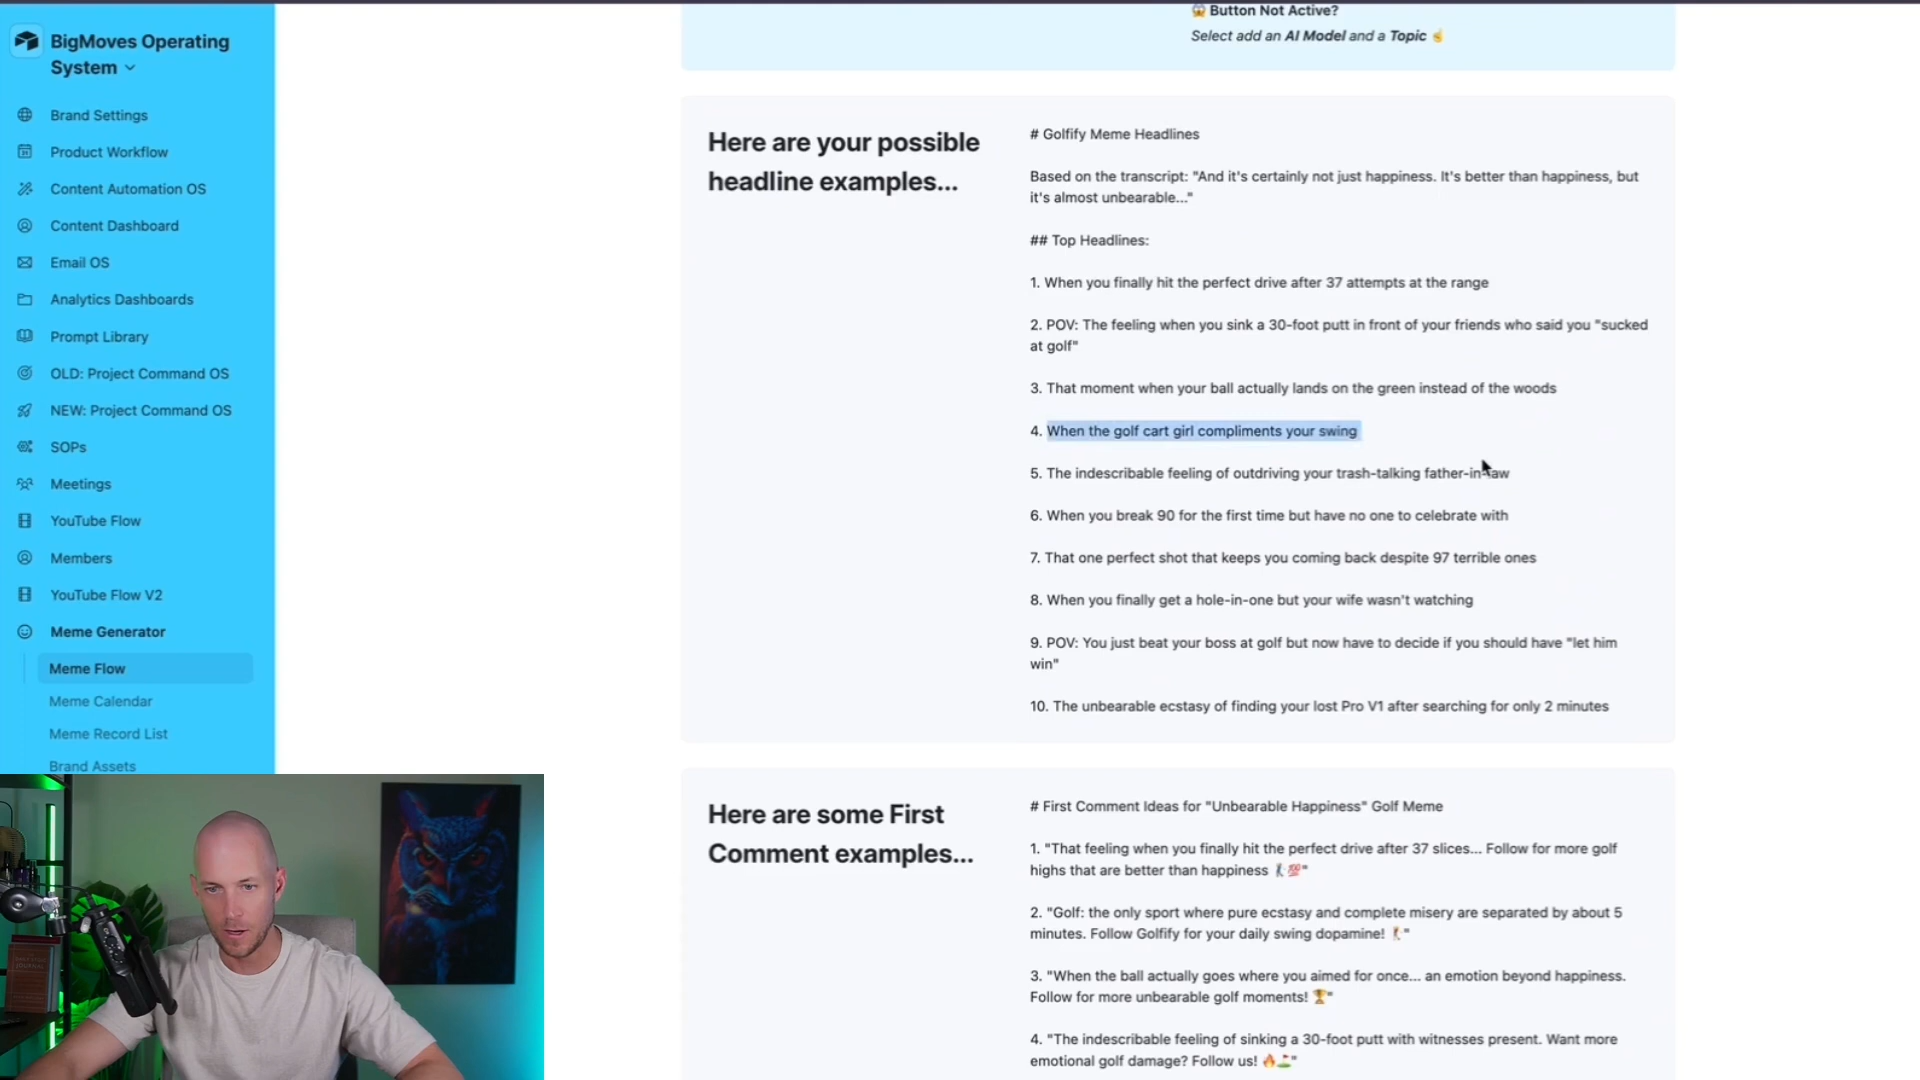 😱 Button Not Active?
Select add an AI Model and a Topic ☝️
BigMoves Operating
System
Brand Settings
Product Workflow
Content Automation OS
Content Dashboard
Email OS
Analytics Dashboards
Prompt Library
OLD: Project Command OS
NEW: Project Command OS
SOPs
Meetings
YouTube Flow
Members
YouTube Flow V2
Meme Generator
Meme Flow
Meme Calendar
Meme Record List
Brand Assets
Here are your possible
headline examples...
# Golfify Meme Headlines
Based on the transcript: "And it's certainly not just happiness. It's better than happiness, but
it's almost unbearable..."
## Top Headlines:
1. When you finally hit the perfect drive after 37 attempts at the range
2. POV: The feeling when you sink a 30-foot putt in front of your friends who said you "sucked
at golf"
3. That moment when your ball actually lands on the green instead of the woods
4. When the golf cart girl compliments your swing
5. The indescribable feeling of outdriving your trash-talking father-in-law
6. When you break 90 for the first time but have no one to celebrate with
7. That one perfect shot that keeps you coming back despite 97 terrible ones
8. When you finally get a hole-in-one but your wife wasn't watching
9. POV: You just beat your boss at golf but now have to decide if you should have "let him
win"
10. The unbearable ecstasy of finding your lost Pro V1 after searching for only 2 minutes
Here are some First
Comment examples...
# First Comment Ideas for "Unbearable Happiness" Golf Meme
1. "That feeling when you finally hit the perfect drive after 37 slices... Follow for more golf
highs that are better than happiness 🏌️💯"
2. "Golf: the only sport where pure ecstasy and complete misery are separated by about 5
minutes. Follow Golfify for your daily swing dopamine! 🏌️"
3. "When the ball actually goes where you aimed for once... an emotion beyond happiness.
Follow for more unbearable golf moments! 🏆"
4. "The indescribable feeling of sinking a 30-foot putt with witnesses present. Want more
emotional golf damage? Follow us! 🔥⛳"